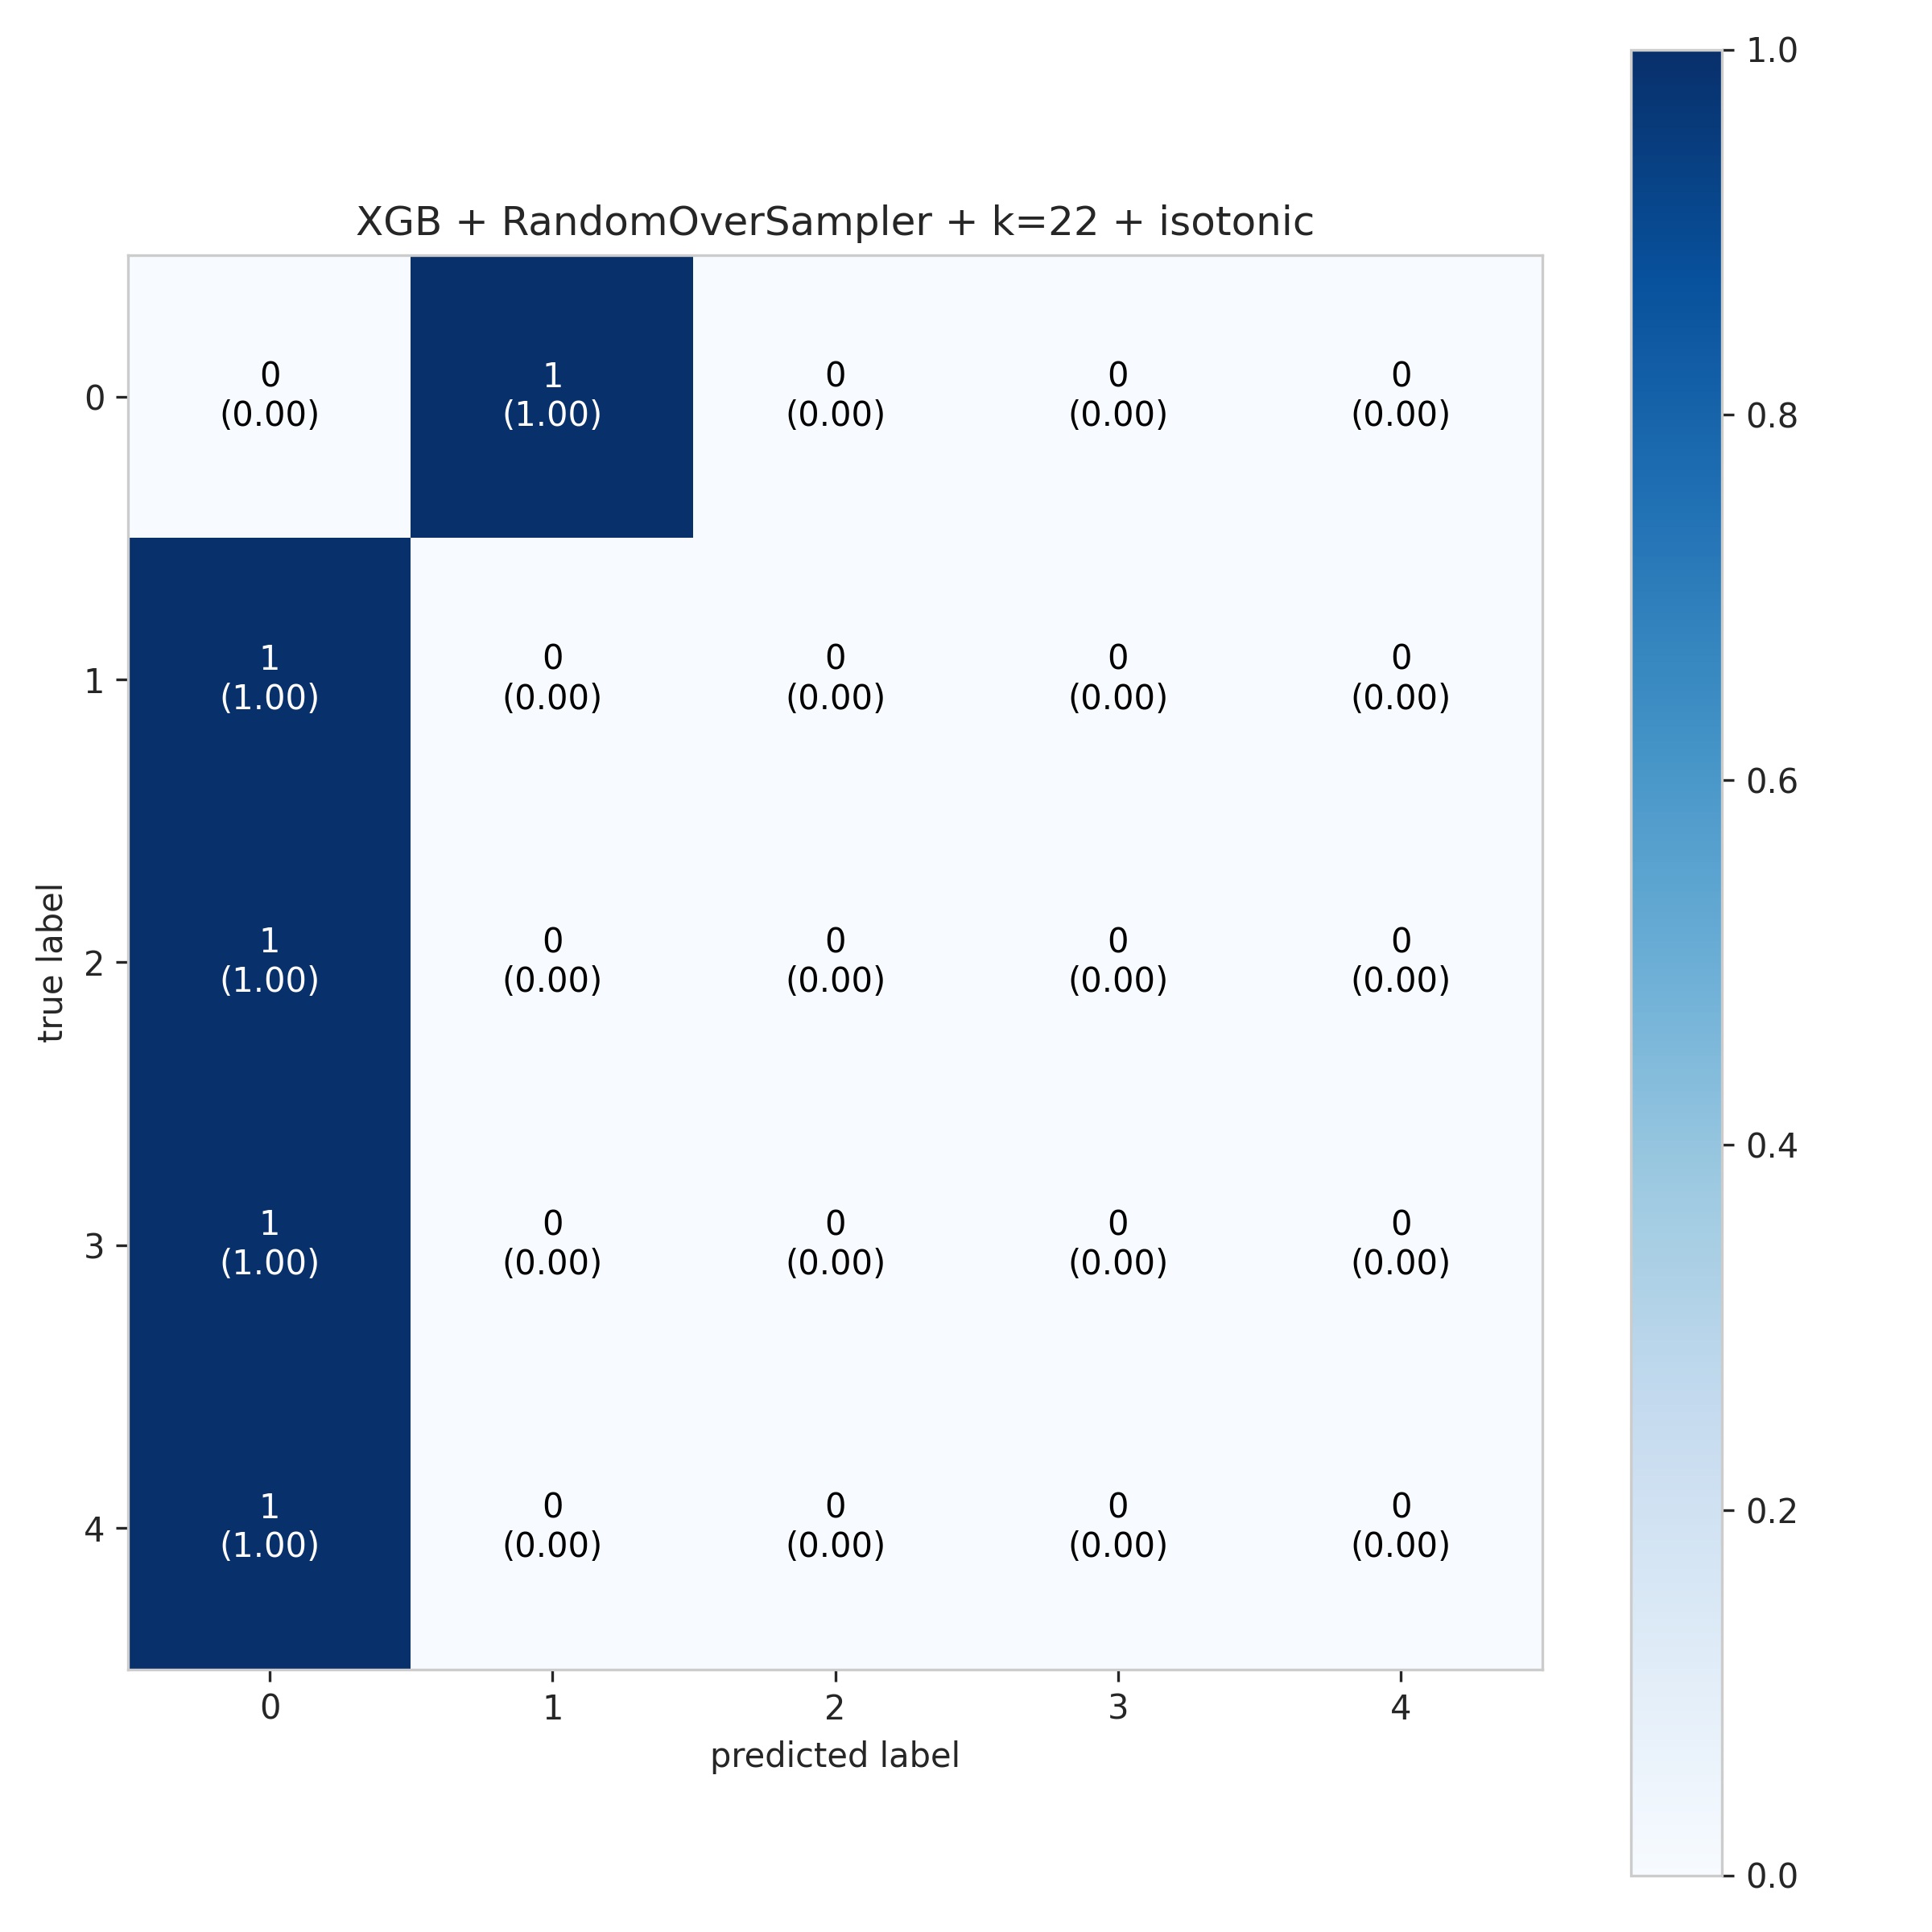 XGB + RandomOverSampler + k=22 + isotonic
1.0
0.8
0.6
0.4
0.2
0.0
true label
0
0 1 0 0 0
(0.00) (1.00) (0.00) (0.00) (0.00)
1
1 0 0 0 0
(1.00) (0.00) (0.00) (0.00) (0.00)
2
1 0 0 0 0
(1.00) (0.00) (0.00) (0.00) (0.00)
3
1 0 0 0 0
(1.00) (0.00) (0.00) (0.00) (0.00)
4
1 0 0 0 0
(1.00) (0.00) (0.00) (0.00) (0.00)
0 1 2 3 4
predicted label